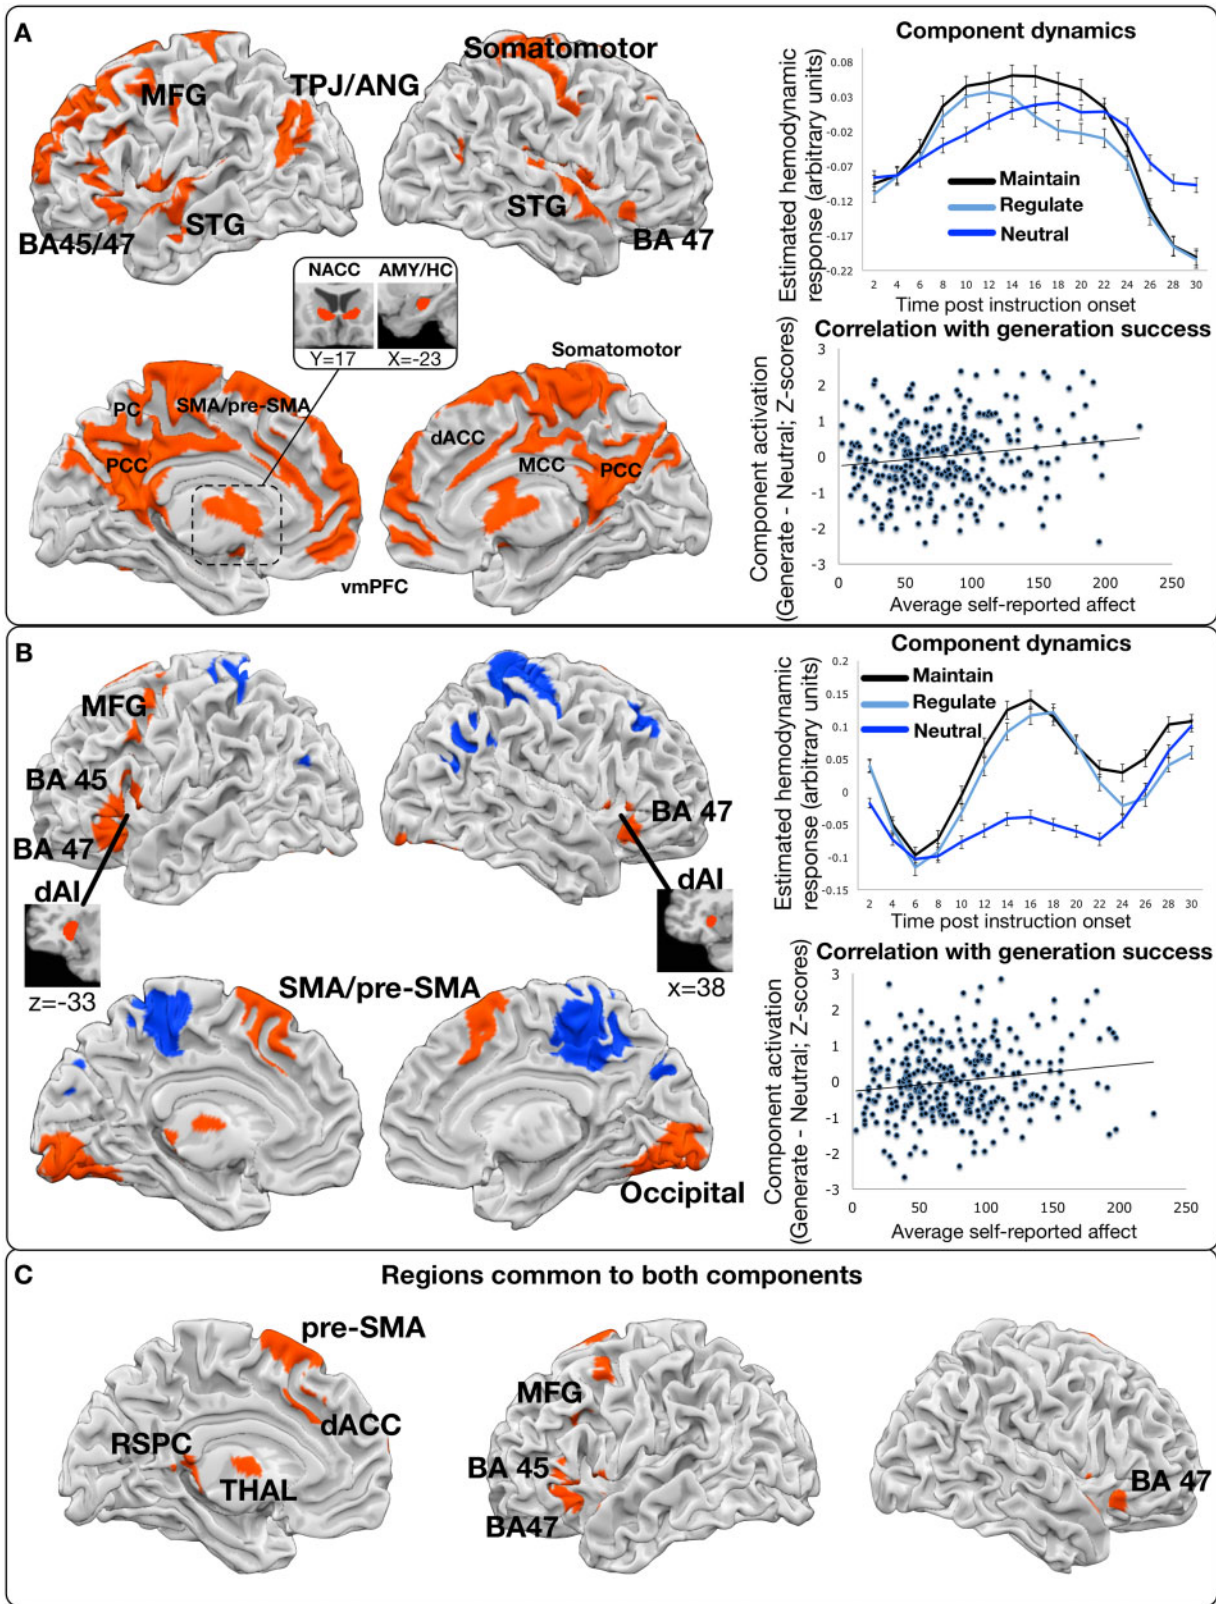 A
Somatomotor
MFG
TPJ/ANG
STG
BA45/47
STG
BA 47
NACC
AMY/HC
Y=17
X=-23
Somatomotor
PC
SMA/pre-SMA
PCC
dACC
MCC
PCC
vmPFC
Component dynamics
Estimated hemodynamic
response (arbitrary units)
0.08
0.03
-0.02
-0.07
-0.12
-0.17
-0.22
Maintain
Regulate
Neutral
2 4 6 8 10 12 14 16 18 20 22 24 26 28 30
Time post instruction onset
Correlation with generation success
Component activation
(Generate - Neutral; Z-scores)
3
2
1
0
-1
-2
-3
0 50 100 150 200 250
Average self-reported affect
B
MFG
BA 45
BA 47
dAI
z=-33
BA 47
dAI
x=38
SMA/pre-SMA
Occipital
Component dynamics
Estimated hemodynamic
response (arbitrary units)
0.2
0.15
0.1
0.05
0
-0.05
-0.1
-0.15
Maintain
Regulate
Neutral
2 4 6 8 10 12 14 16 18 20 22 24 26 28 30
Time post instruction onset
Correlation with generation success
Component activation
(Generate - Neutral; Z-scores)
3
2
1
0
-1
-2
-3
0 50 100 150 200 250
Average self-reported affect
C
Regions common to both components
pre-SMA
dACC
RSPC
THAL
MFG
BA 45
BA47
BA 47